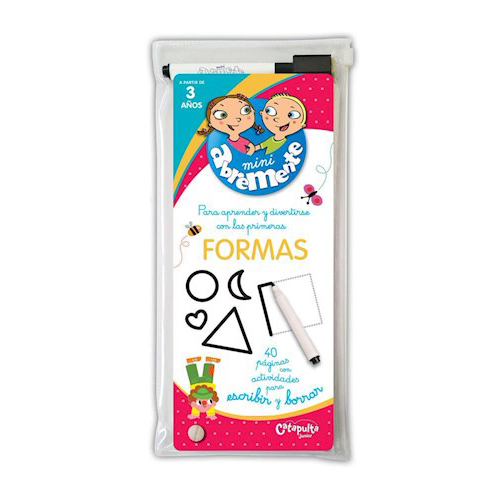 A PARTIR DE
3
AÑOS
mini
abremente
Para aprender y divertirse
con las primeras
FORMAS
40
páginas con
actividades
para
escribir y borrar
Catapulta
Junior